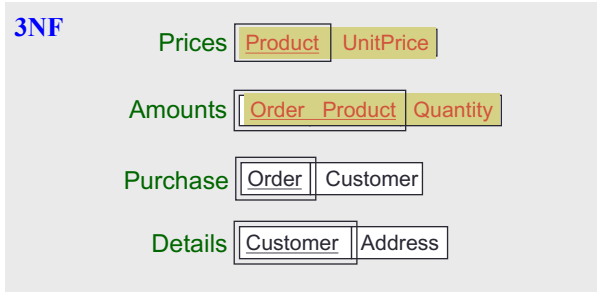 3NF
Prices Product UnitPrice
Amounts Order Product Quantity
Purchase Order Customer
Details Customer Address